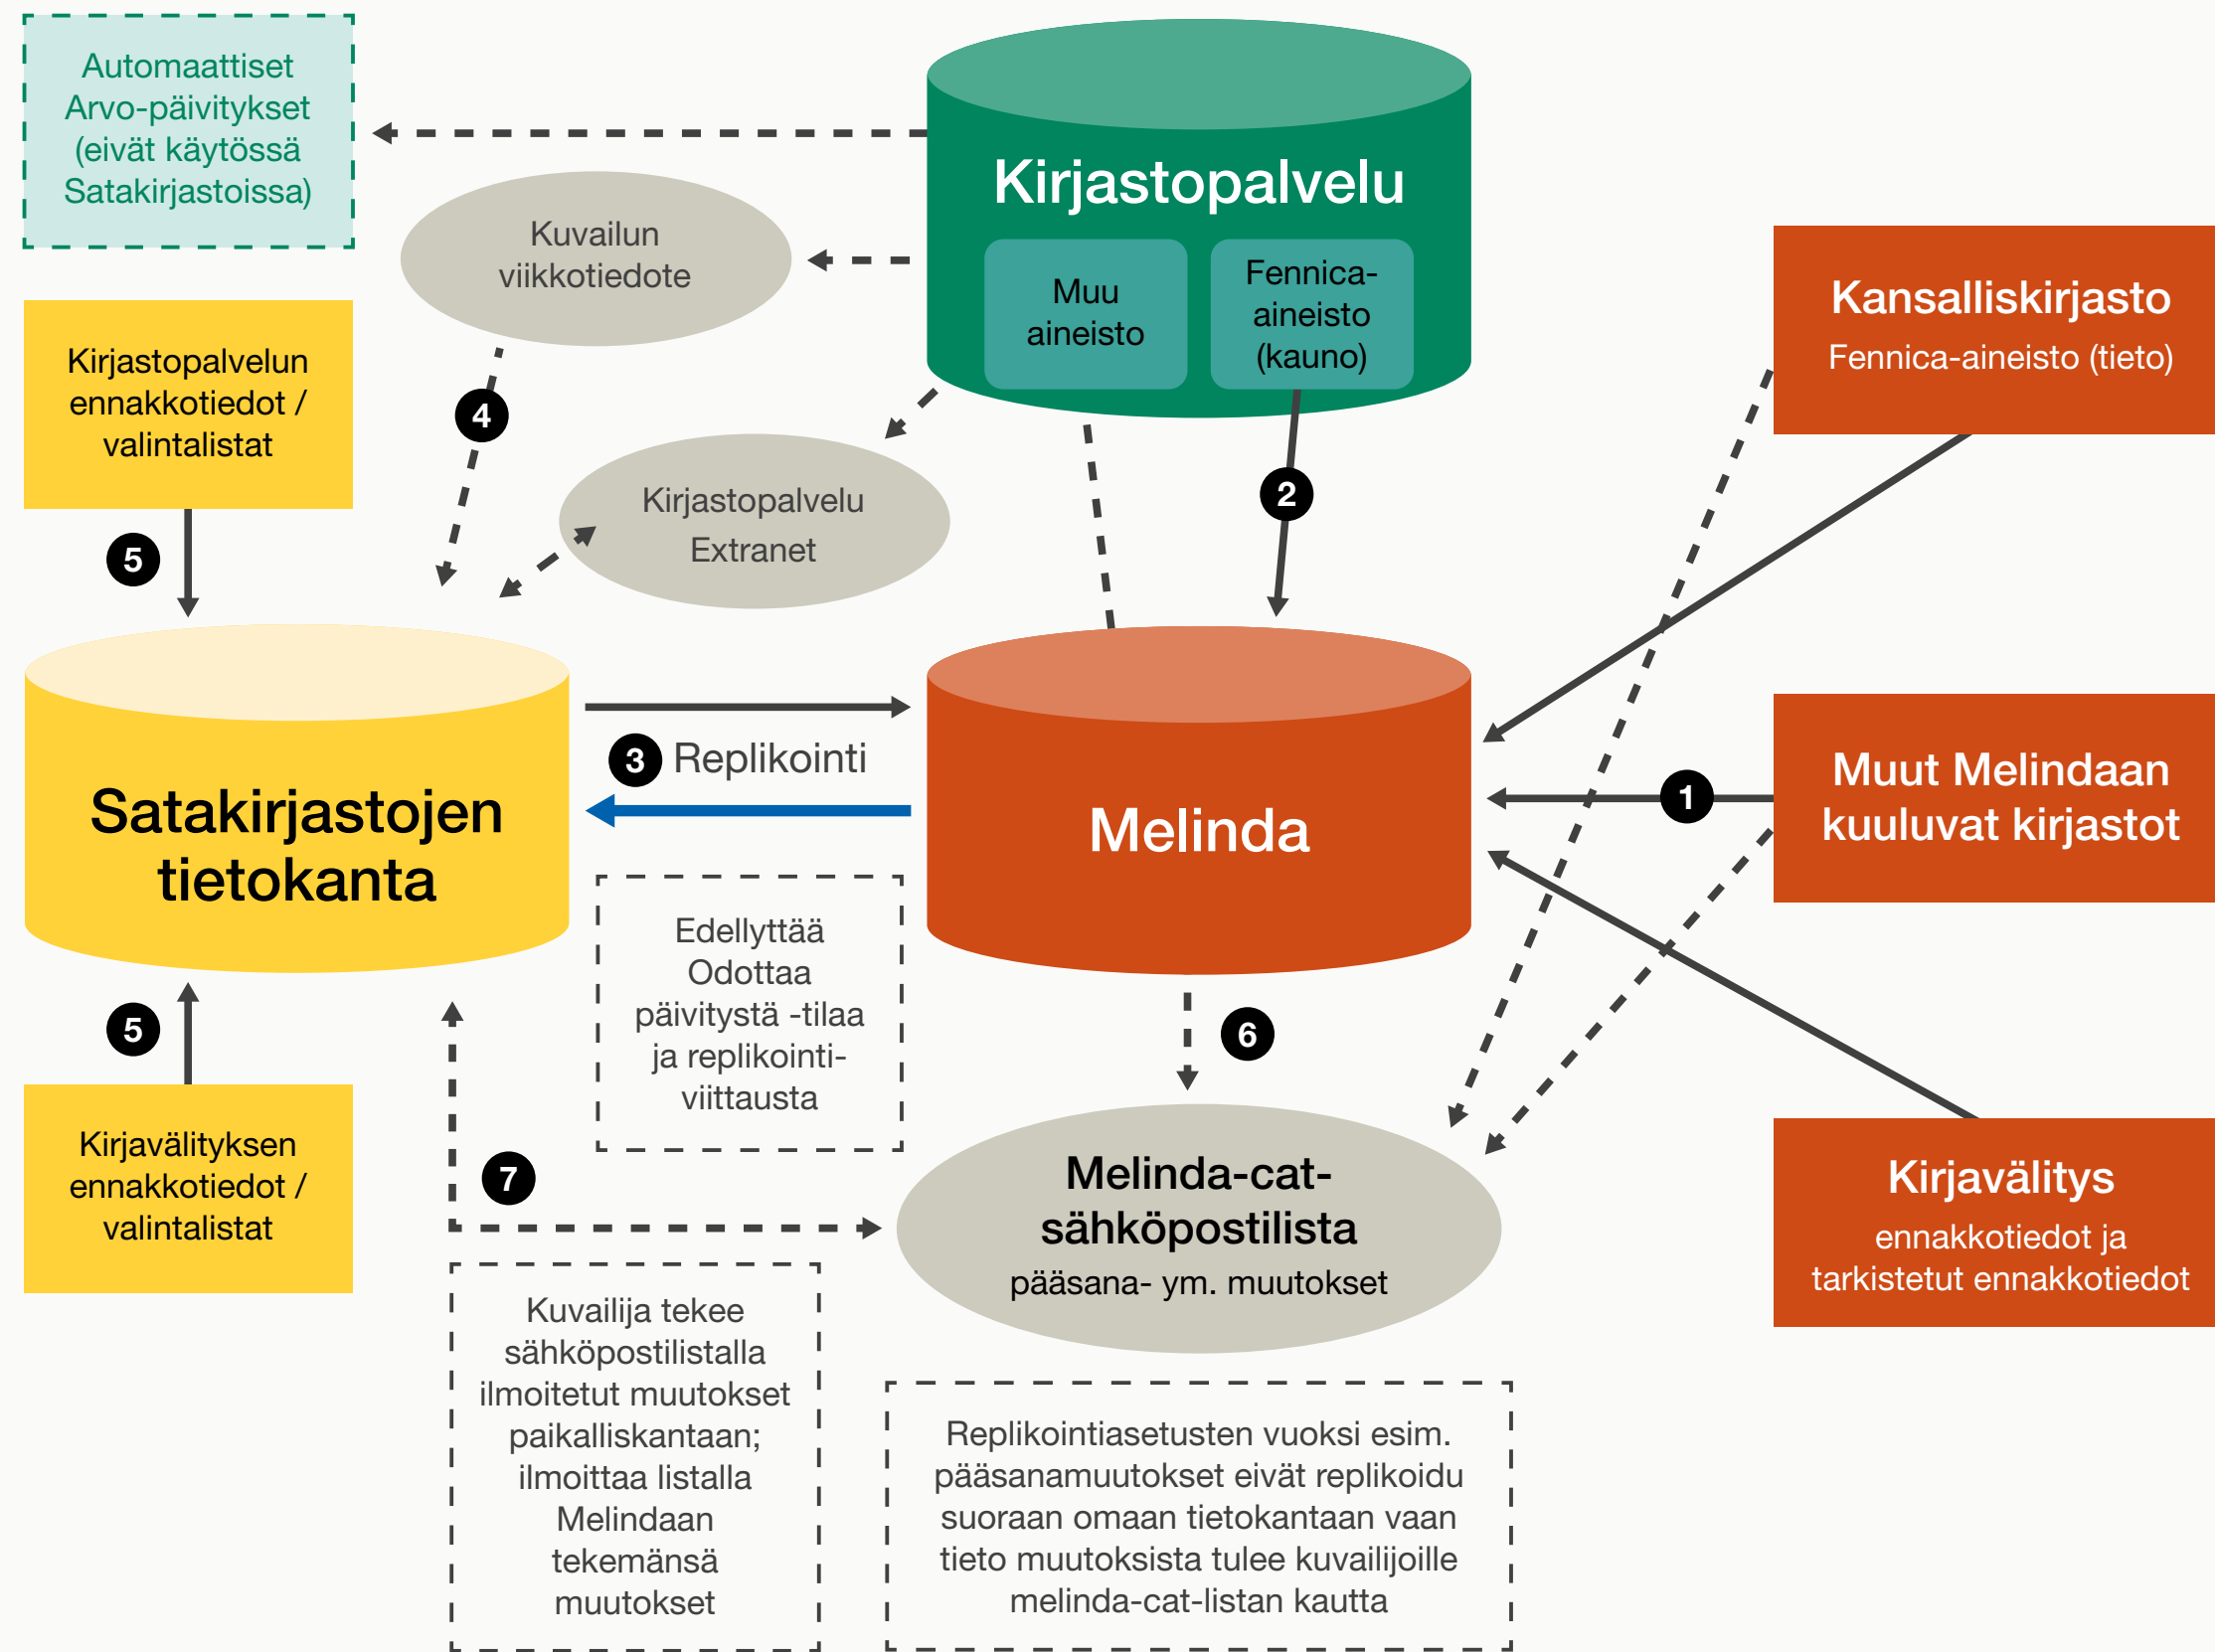 Automaattiset
Arvo-päivitykset
(eivät käytössä
Satakirjastoissa)
Kirjastopalvelu
Muu
aineisto
Fennica-
aineisto
(kauno)
Kuvailun
viikkotiedote
Kansalliskirjasto
Fennica-aineisto (tieto)
Kirjastopalvelun
ennakkotiedot /
valintalistat
4
Kirjastopalvelu
Extranet
2
5
Satakirjastojen
tietokanta
3 Replikointi
Melinda
1
Muut Melindaan
kuuluvat kirjastot
Edellyttää
Odottaa
päivitystä -tilaa
ja replikointi-
viittausta
5
6
Kirjavälityksen
ennakkotiedot /
valintalistat
7
Melinda-cat-
sähköpostilista
pääsana- ym. muutokset
Kirjavälitys
ennakkotiedot ja
tarkistetut ennakkotiedot
Kuvailija tekee
sähköpostilistalla
ilmoitetut muutokset
paikalliskantaan;
ilmoittaa listalla
Melindaan
tekemänsä
muutokset
Replikointiasetusten vuoksi esim.
pääsanamuutokset eivät replikoidu
suoraan omaan tietokantaan vaan
tieto muutoksista tulee kuvailijoille
melinda-cat-listan kautta